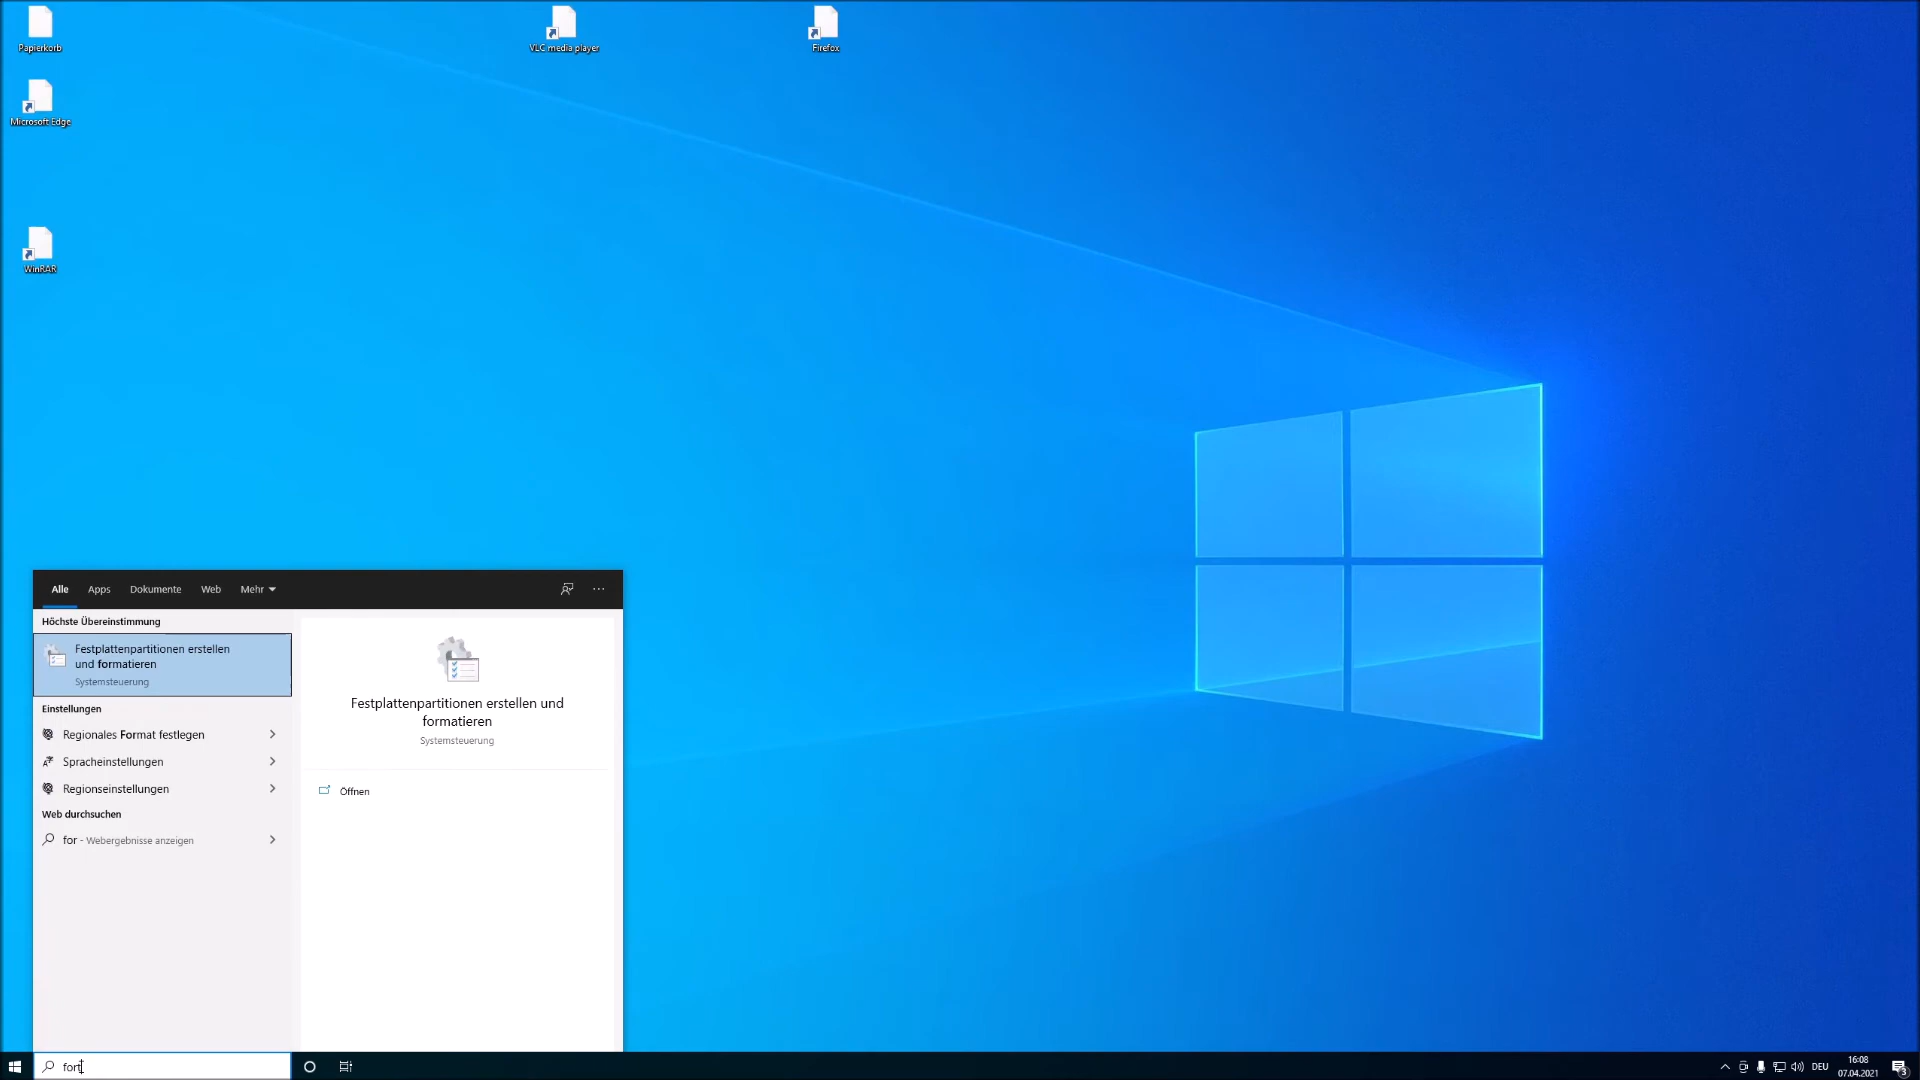 Papierkorb
VLC media player
Firefox
Microsoft Edge
WinRAR
Alle Apps Dokumente Web Mehr
Höchste Übereinstimmung
Festplattenpartitionen erstellen
und formatieren
Systemsteuerung
Einstellungen
Regionales Format festlegen
Spracheinstellungen
Regionseinstellungen
Web durchsuchen
for - Webergebnisse anzeigen
Festplattenpartitionen erstellen und
formatieren
Systemsteuerung
Öffnen
fort
DEU
16:08
07.04.2021
3